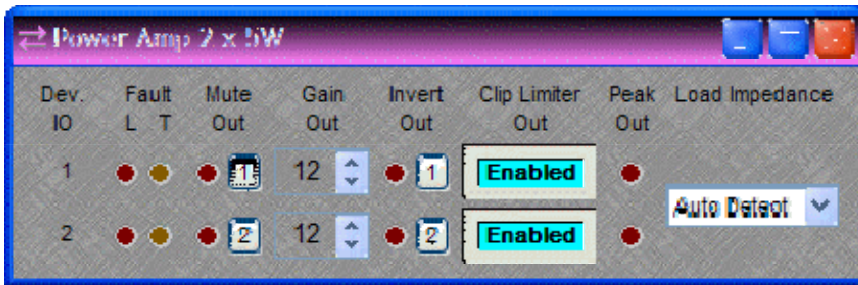 Power Amp 2 x 5W
Dev. Fault Mute Gain Invert Clip Limiter Peak Load Impedance
IO L T Out Out Out Out Out
1 1 12 1 Enabled
Auto Detect
2 2 12 2 Enabled